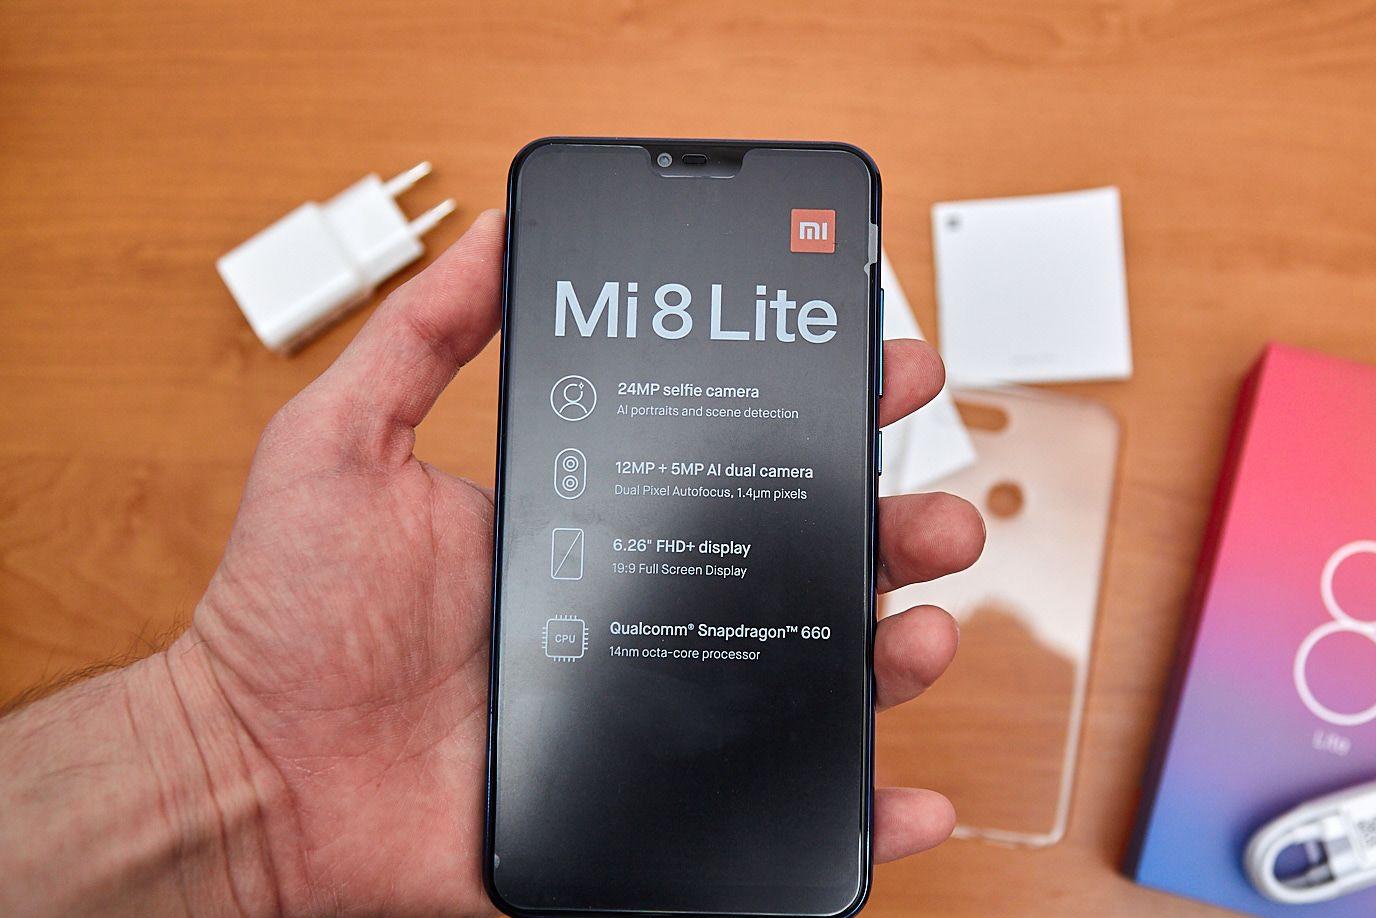 mi
Mi 8 Lite
24MP selfie camera
AI portraits and scene detection
12MP + 5MP AI dual camera
Dual Pixel Autofocus, 1.4μm pixels
6.26" FHD+ display
19:9 Full Screen Display
CPU
Qualcomm® Snapdragon™ 660
14nm octa-core processor
8
Lite